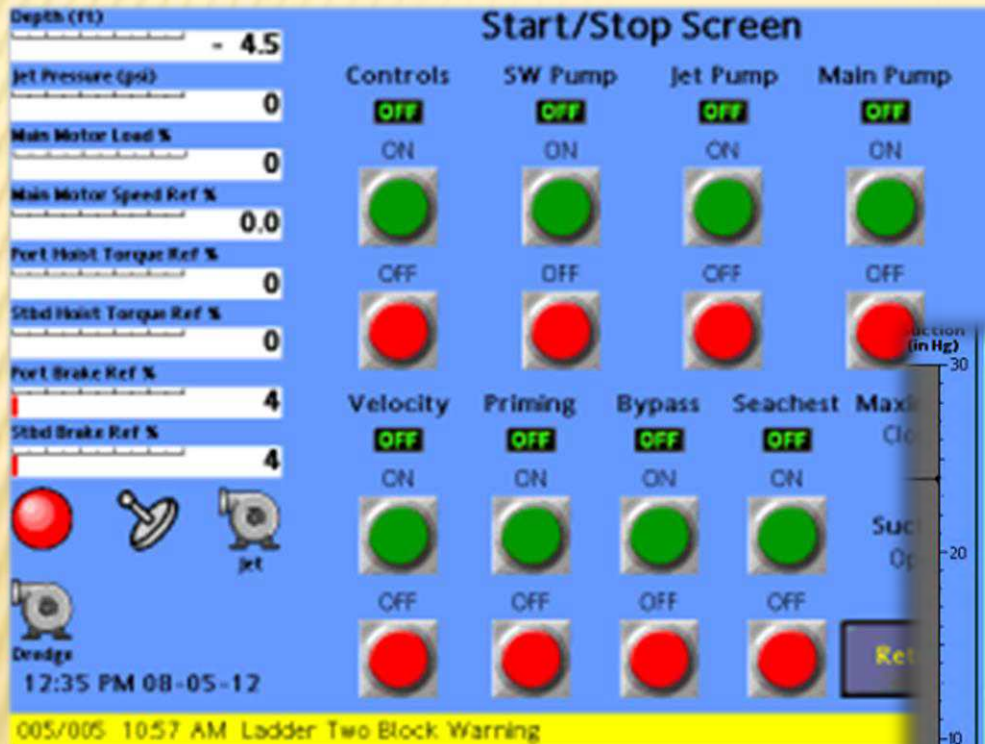 Start/Stop Screen
Depth (ft)
- 4.5
Jet Pressure (psi)
0
Main Motor Load %
0
Main Motor Speed Ref %
0.0
Port Hoist Torque Ref %
0
Stbd Hoist Torque Ref %
0
Port Brake Ref %
4
Stbd Brake Ref %
4
Jet
Dredge
12:35 PM 08-05-12
Controls SW Pump Jet Pump Main Pump
OFF OFF OFF OFF
ON ON ON ON
OFF OFF OFF OFF
Velocity Priming Bypass Seachest
OFF OFF OFF OFF
ON ON ON ON
OFF OFF OFF OFF
(in Hg)
30
20
10
005/005 10:57 AM Ladder Two Block Warning